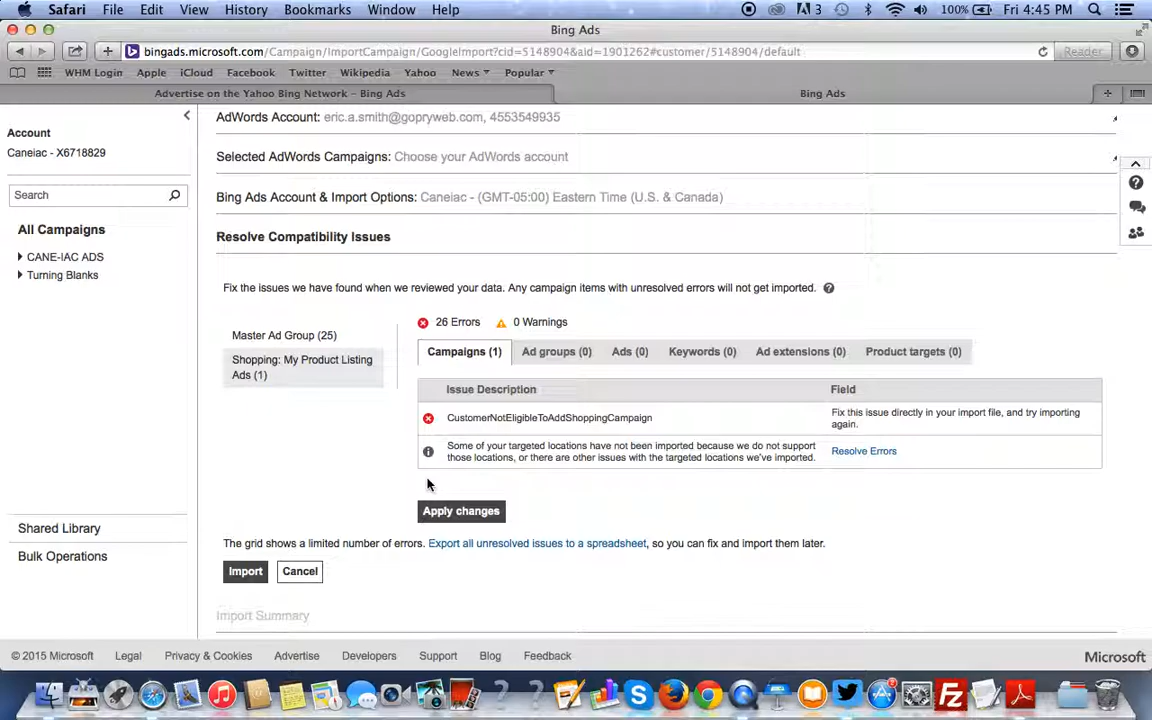 Safari File Edit View History Bookmarks Window Help 3 100% Fri 4:45 PM
Bing Ads
bingads.microsoft.com/Campaign/ImportCampaign/GoogleImport?cid=5148904&aid=1901262#customer/5148904/default Reader
WHM Login Apple iCloud Facebook Twitter Wikipedia Yahoo News Popular
Advertise on the Yahoo Bing Network – Bing Ads Bing Ads
Account
Caneiac - X6718829
Search
All Campaigns
CANE-IAC ADS
Turning Blanks
Shared Library
Bulk Operations
AdWords Account: eric.a.smith@gopryweb.com, 4553549935
Selected AdWords Campaigns: Choose your AdWords account
Bing Ads Account & Import Options: Caneiac - (GMT-05:00) Eastern Time (U.S. & Canada)
Resolve Compatibility Issues
Fix the issues we have found when we reviewed your data. Any campaign items with unresolved errors will not get imported.
Master Ad Group (25)
Shopping: My Product Listing
Ads (1)
26 Errors 0 Warnings
Campaigns (1) Ad groups (0) Ads (0) Keywords (0) Ad extensions (0) Product targets (0)
Issue Description Field
CustomerNotEligibleToAddShoppingCampaign
Fix this issue directly in your import file, and try importing
again.
Some of your targeted locations have not been imported because we do not support
those locations, or there are other issues with the targeted locations we've imported.
Resolve Errors
Apply changes
The grid shows a limited number of errors. Export all unresolved issues to a spreadsheet, so you can fix and import them later.
Import Cancel
Import Summary
© 2015 Microsoft Legal Privacy & Cookies Advertise Developers Support Blog Feedback Microsoft